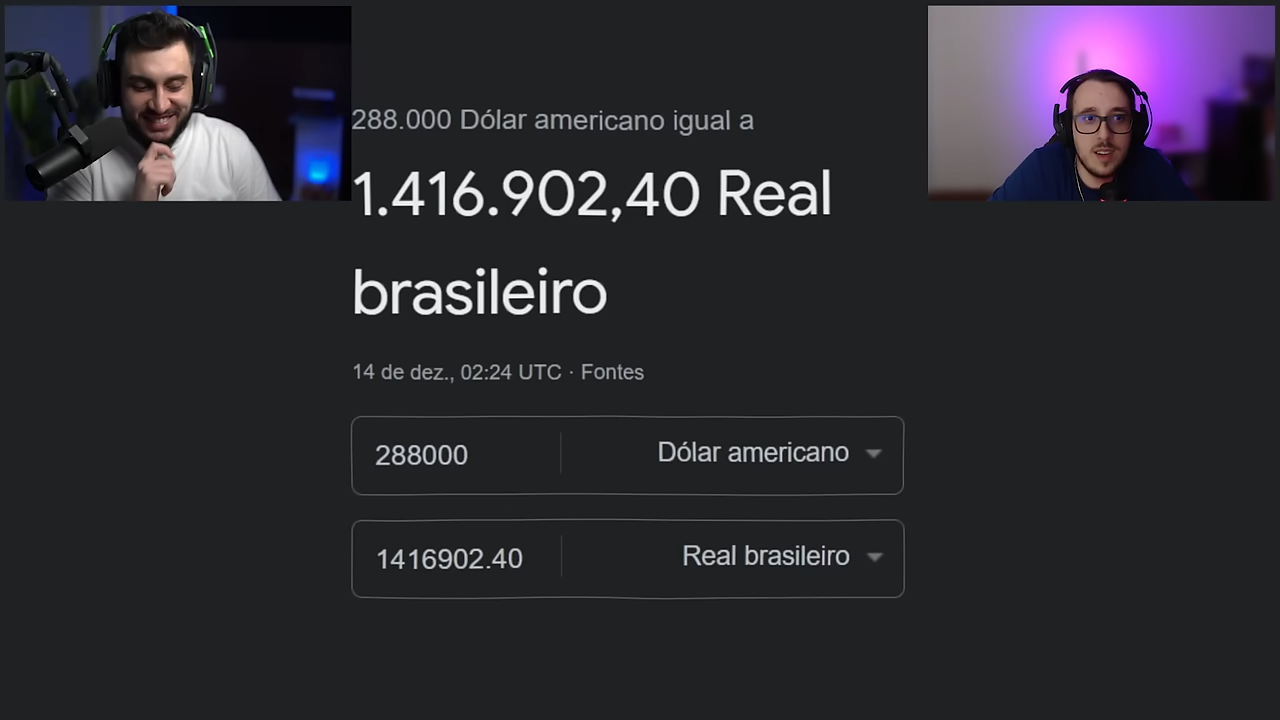 288.000 Dólar americano igual a
1.416.902,40 Real
brasileiro
14 de dez., 02:24 UTC · Fontes
288000
Dólar americano
1416902.40
Real brasileiro